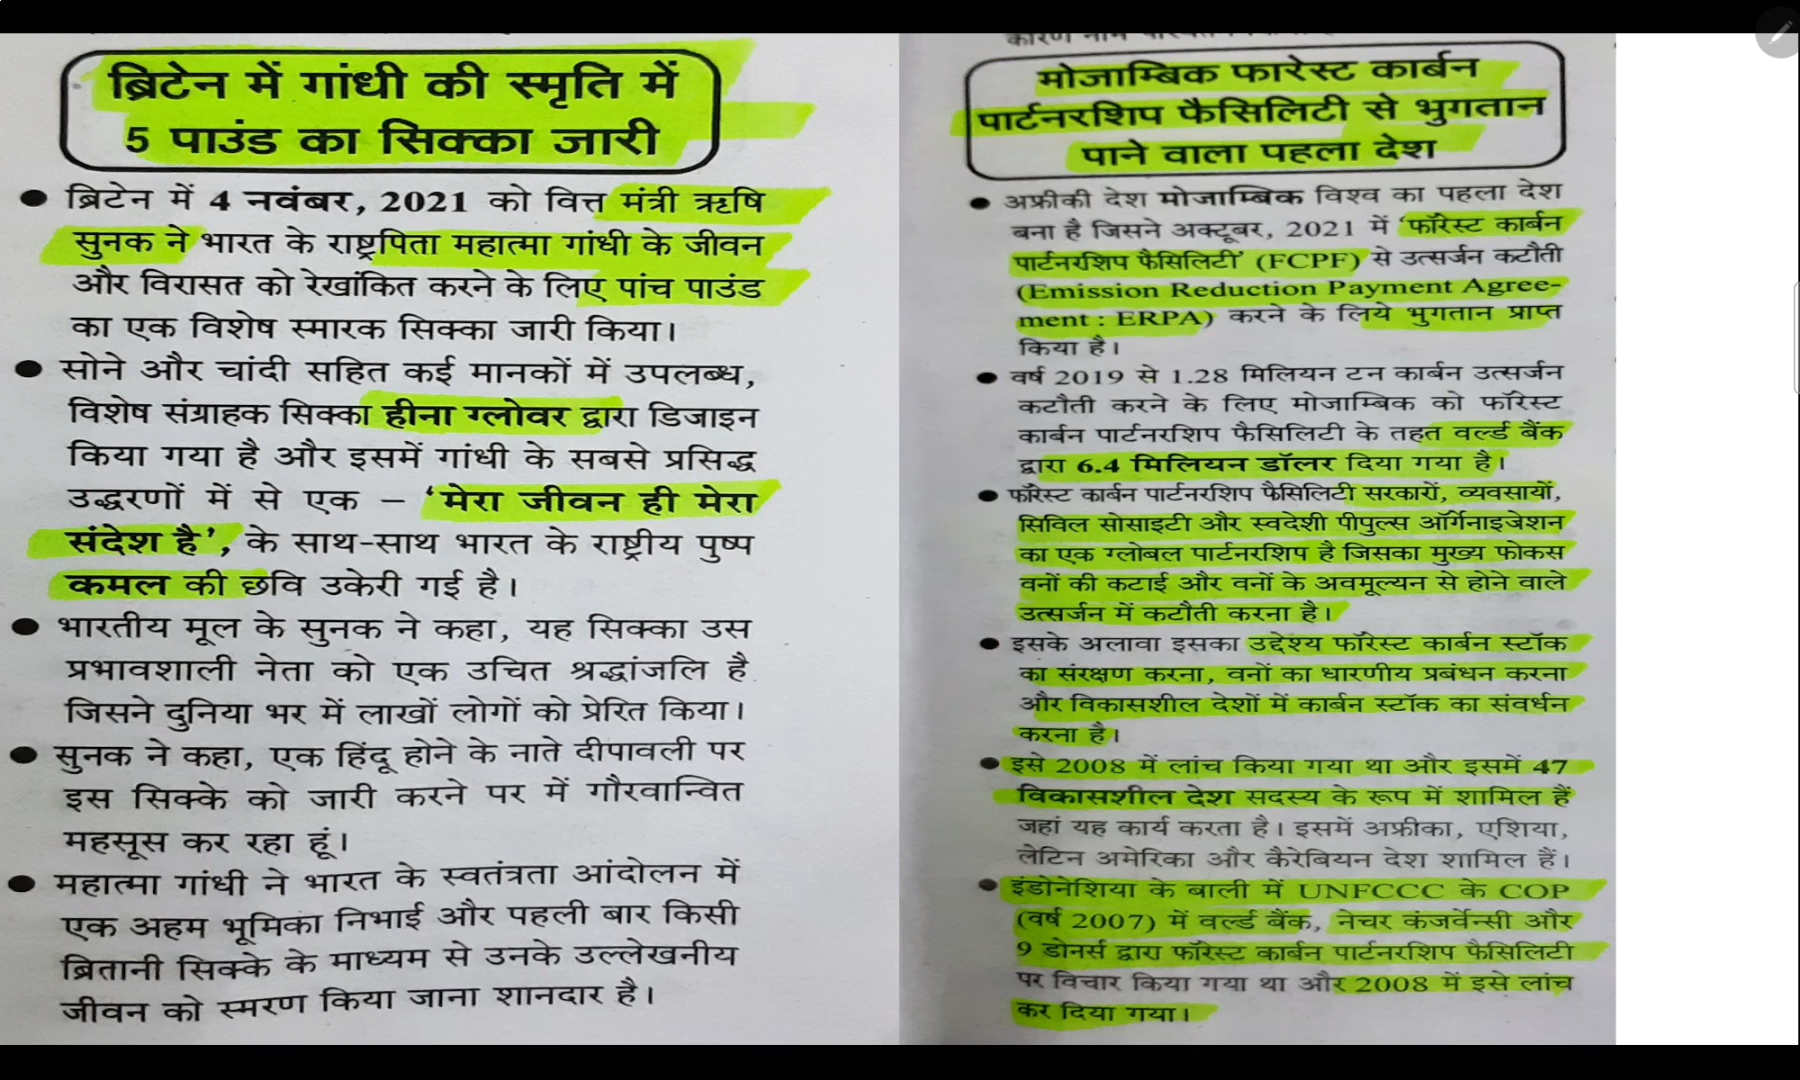 ब्रिटेन में गांधी की स्मृति में
5 पाउंड का सिक्का जारी
● ब्रिटेन में 4 नवंबर, 2021 को वित्त मंत्री ऋषि
सुनक ने भारत के राष्ट्रपिता महात्मा गांधी के जीवन
और विरासत को रेखांकित करने के लिए पांच पाउंड
का एक विशेष स्मारक सिक्का जारी किया।
● सोने और चांदी सहित कई मानकों में उपलब्ध,
विशेष संग्राहक सिक्का हीना ग्लोवर द्वारा डिजाइन
किया गया है और इसमें गांधी के सबसे प्रसिद्ध
उद्धरणों में से एक – ‘मेरा जीवन ही मेरा
संदेश है’, के साथ-साथ भारत के राष्ट्रीय पुष्प
कमल की छवि उकेरी गई है।
● भारतीय मूल के सुनक ने कहा, यह सिक्का उस
प्रभावशाली नेता को एक उचित श्रद्धांजलि है
जिसने दुनिया भर में लाखों लोगों को प्रेरित किया।
● सुनक ने कहा, एक हिंदू होने के नाते दीपावली पर
इस सिक्के को जारी करने पर में गौरवान्वित
महसूस कर रहा हूं।
● महात्मा गांधी ने भारत के स्वतंत्रता आंदोलन में
एक अहम भूमिका निभाई और पहली बार किसी
ब्रितानी सिक्के के माध्यम से उनके उल्लेखनीय
जीवन को स्मरण किया जाना शानदार है।
कारण नाम
मोजाम्बिक फारेस्ट कार्बन
पार्टनरशिप फैसिलिटी से भुगतान
पाने वाला पहला देश
● अफ्रीकी देश मोजाम्बिक विश्व का पहला देश
बना है जिसने अक्टूबर, 2021 में ‘फॉरेस्ट कार्बन
पार्टनरशिप फैसिलिटी’ (FCPF) से उत्सर्जन कटौती
(Emission Reduction Payment Agree-
ment : ERPA) करने के लिये भुगतान प्राप्त
किया है।
● वर्ष 2019 से 1.28 मिलियन टन कार्बन उत्सर्जन
कटौती करने के लिए मोजाम्बिक को फॉरेस्ट
कार्बन पार्टनरशिप फैसिलिटी के तहत वर्ल्ड बैंक
द्वारा 6.4 मिलियन डॉलर दिया गया है।
● फॉरेस्ट कार्बन पार्टनरशिप फैसिलिटी सरकारों, व्यवसायों,
सिविल सोसाइटी और स्वदेशी पीपुल्स ऑर्गेनाइजेशन
का एक ग्लोबल पार्टनरशिप है जिसका मुख्य फोकस
वनों की कटाई और वनों के अवमूल्यन से होने वाले
उत्सर्जन में कटौती करना है।
● इसके अलावा इसका उद्देश्य फॉरेस्ट कार्बन स्टॉक
का संरक्षण करना, वनों का धारणीय प्रबंधन करना
और विकासशील देशों में कार्बन स्टॉक का संवर्धन
करना है।
● इसे 2008 में लांच किया गया था और इसमें 47
विकासशील देश सदस्य के रूप में शामिल हैं
जहां यह कार्य करता है। इसमें अफ्रीका, एशिया,
लेटिन अमेरिका और कैरेबियन देश शामिल हैं।
● इंडोनेशिया के बाली में UNFCCC के COP
(वर्ष 2007) में वर्ल्ड बैंक, नेचर कंजर्वेन्सी और
9 डोनर्स द्वारा फॉरेस्ट कार्बन पार्टनरशिप फैसिलिटी
पर विचार किया गया था और 2008 में इसे लांच
कर दिया गया।